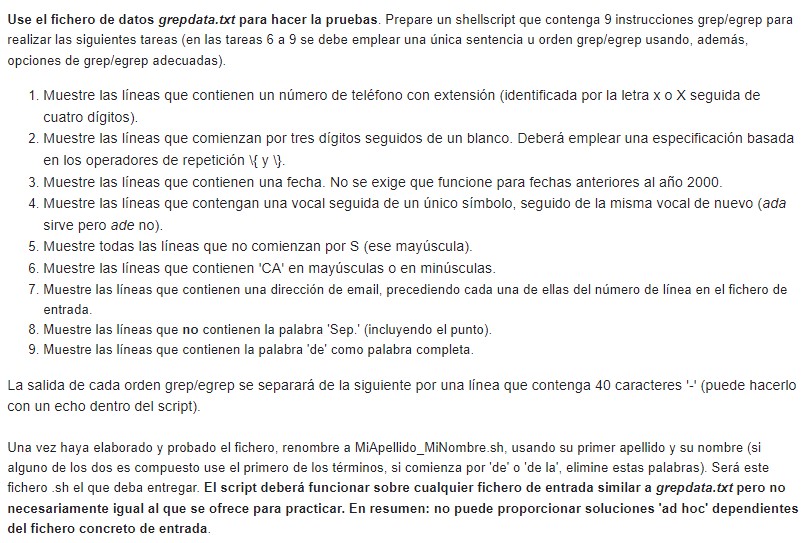 Use el fichero de datos grepdata.txt para hacer la pruebas. Prepare un shellscript que contenga 9 instrucciones grep/egrep para
realizar las siguientes tareas (en las tareas 6 a 9 se debe emplear una única sentencia u orden grep/egrep usando, además,
opciones de grep/egrep adecuadas).
1. Muestre las líneas que contienen un número de teléfono con extensión (identificada por la letra x o X seguida de
cuatro dígitos).
2. Muestre las líneas que comienzan por tres dígitos seguidos de un blanco. Deberá emplear una especificación basada
en los operadores de repetición \{ y \}.
3. Muestre las líneas que contienen una fecha. No se exige que funcione para fechas anteriores al año 2000.
4. Muestre las líneas que contengan una vocal seguida de un único símbolo, seguido de la misma vocal de nuevo (ada
sirve pero ade no).
5. Muestre todas las líneas que no comienzan por S (ese mayúscula).
6. Muestre las líneas que contienen 'CA' en mayúsculas o en minúsculas.
7. Muestre las líneas que contienen una dirección de email, precediendo cada una de ellas del número de línea en el fichero de
entrada.
8. Muestre las líneas que no contienen la palabra 'Sep.' (incluyendo el punto).
9. Muestre las líneas que contienen la palabra 'de' como palabra completa.
La salida de cada orden grep/egrep se separará de la siguiente por una línea que contenga 40 caracteres '-' (puede hacerlo
con un echo dentro del script).
Una vez haya elaborado y probado el fichero, renombre a MiApellido_MiNombre.sh, usando su primer apellido y su nombre (si
alguno de los dos es compuesto use el primero de los términos, si comienza por 'de' o 'de la', elimine estas palabras). Será este
fichero .sh el que deba entregar. El script deberá funcionar sobre cualquier fichero de entrada similar a grepdata.txt pero no
necesariamente igual al que se ofrece para practicar. En resumen: no puede proporcionar soluciones 'ad hoc' dependientes
del fichero concreto de entrada.